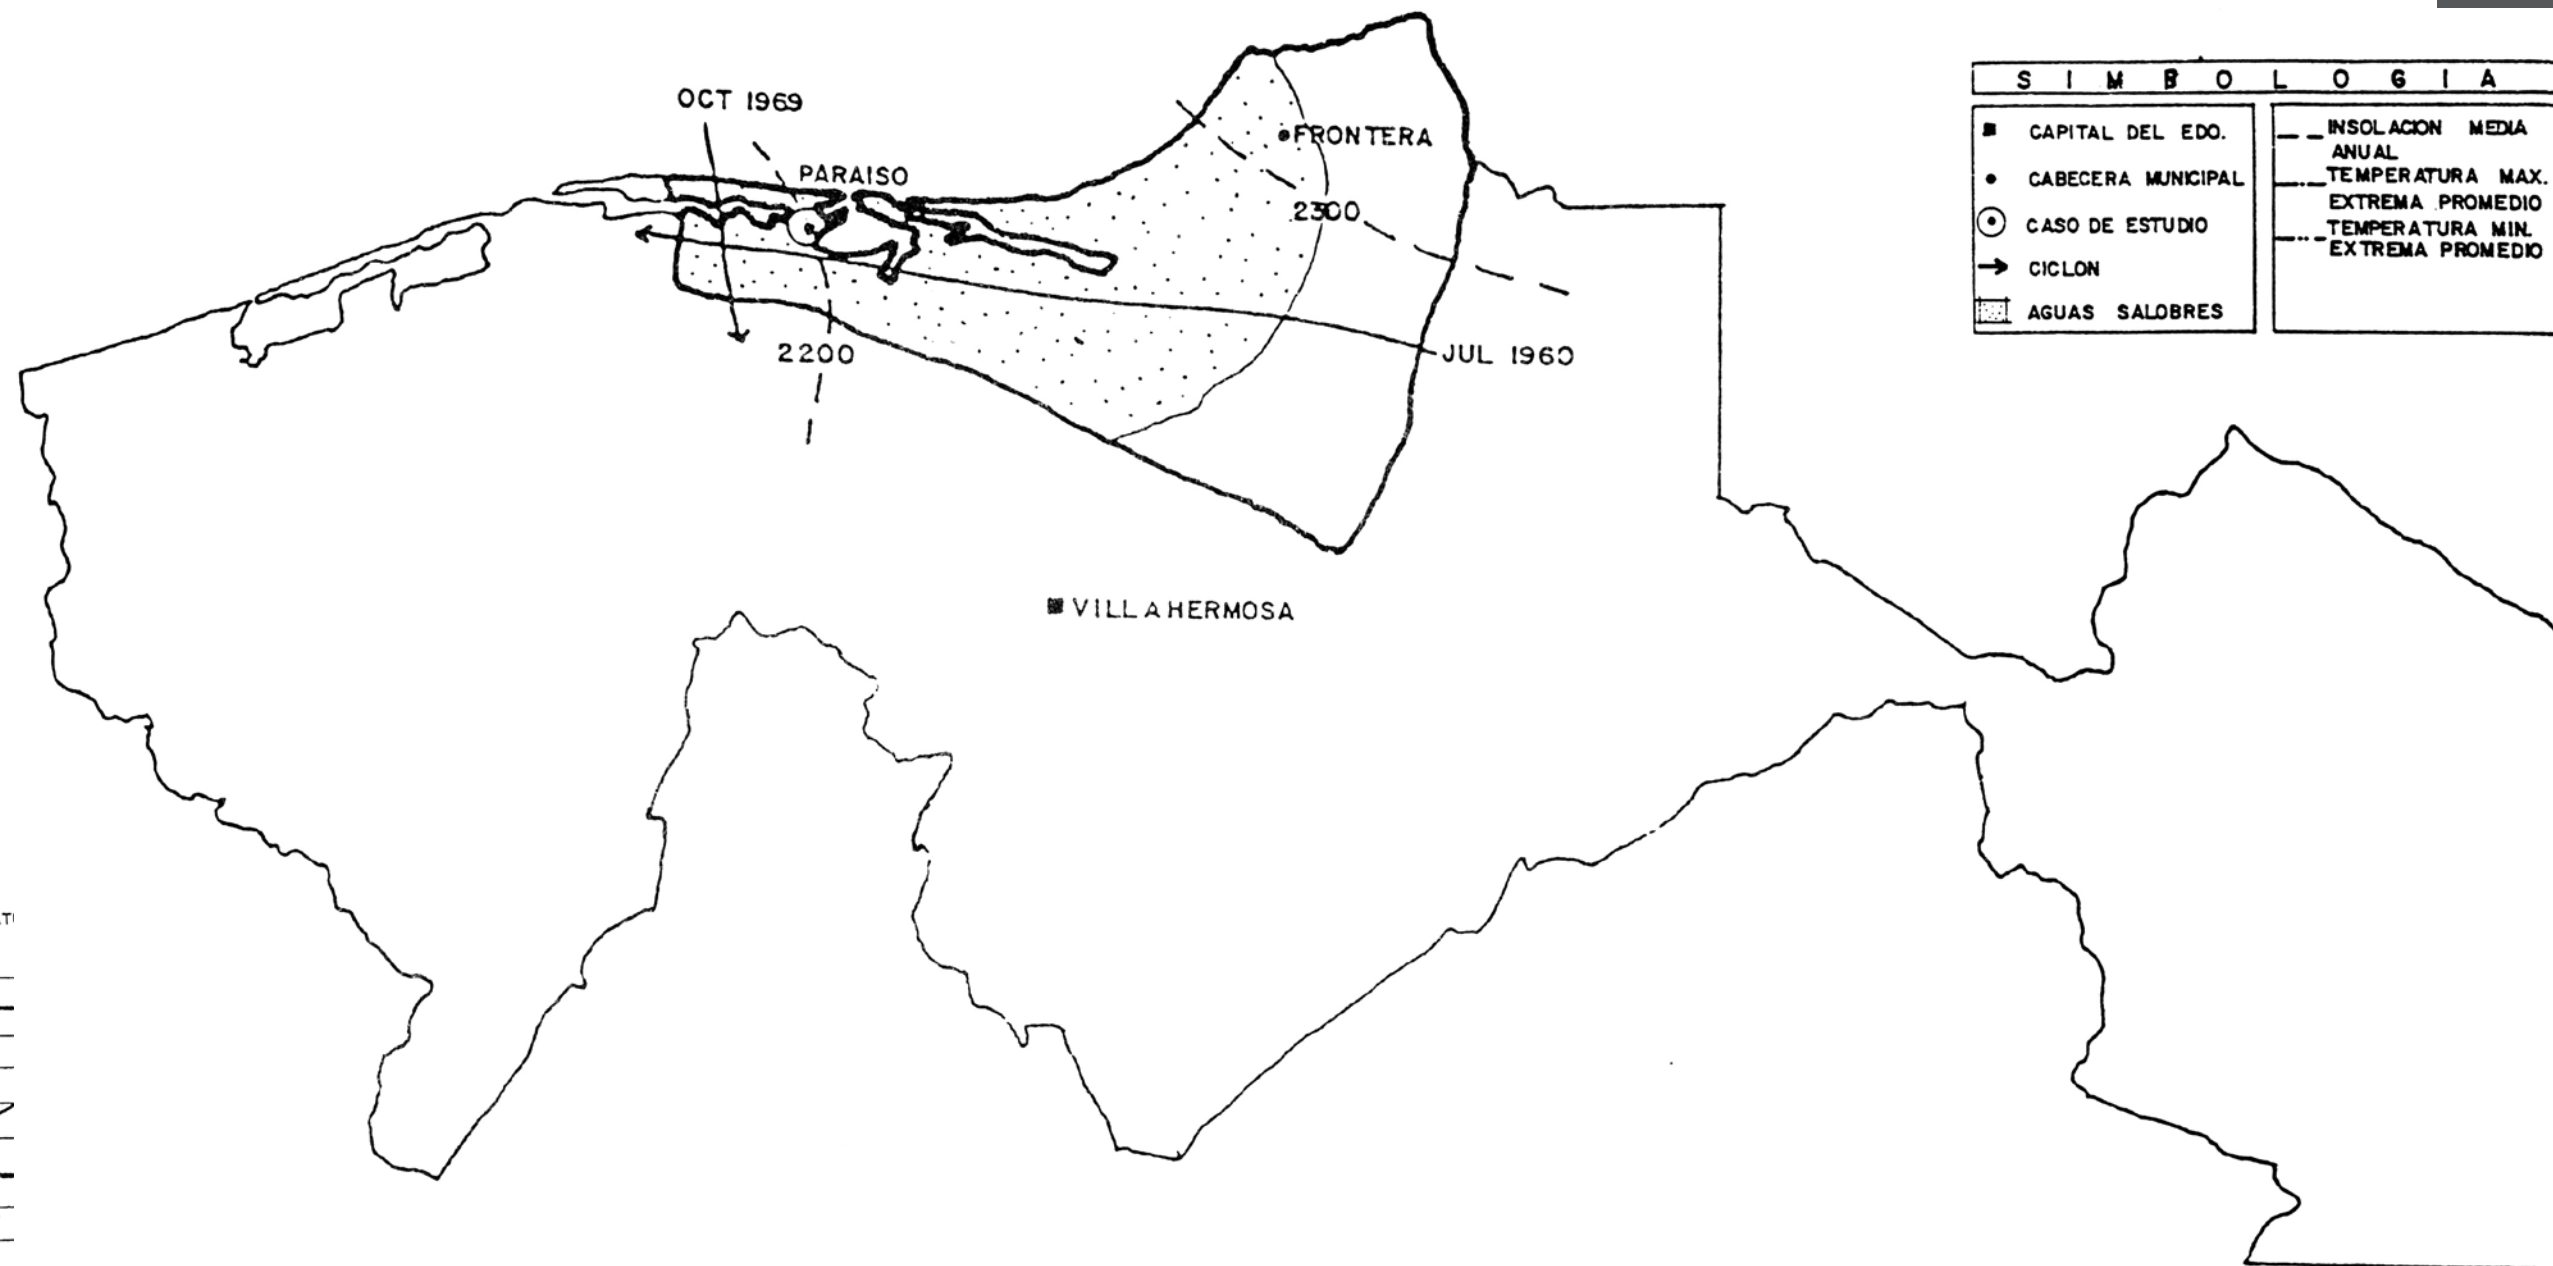 OCT 1969
PARAISO
FRONTERA
2300
2200
JUL 1960
VILLAHERMOSA
SIMBOLOGIA
CAPITAL DEL EDO.
CABECERA MUNICIPAL
CASO DE ESTUDIO
CICLON
AGUAS SALOBRES
INSOLACION MEDIA
ANUAL
TEMPERATURA MAX.
EXTREMA PROMEDIO
TEMPERATURA MIN.
EXTREMA PROMEDIO